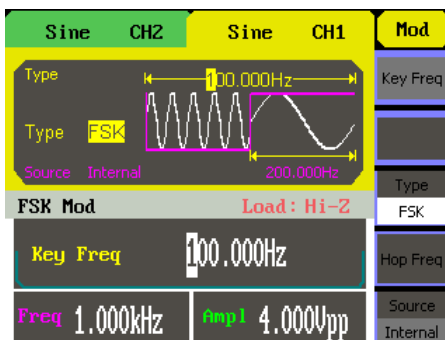 Sine CH2 Sine CH1 Mod
Type
100.000Hz
Key Freq
Type FSK
Source Internal
200.000Hz
Type
FSK
FSK Mod Load: Hi-Z
Key Freq 100.000Hz
Hop Freq
Freq 1.000kHz Ampl 4.000Vpp
Source
Internal